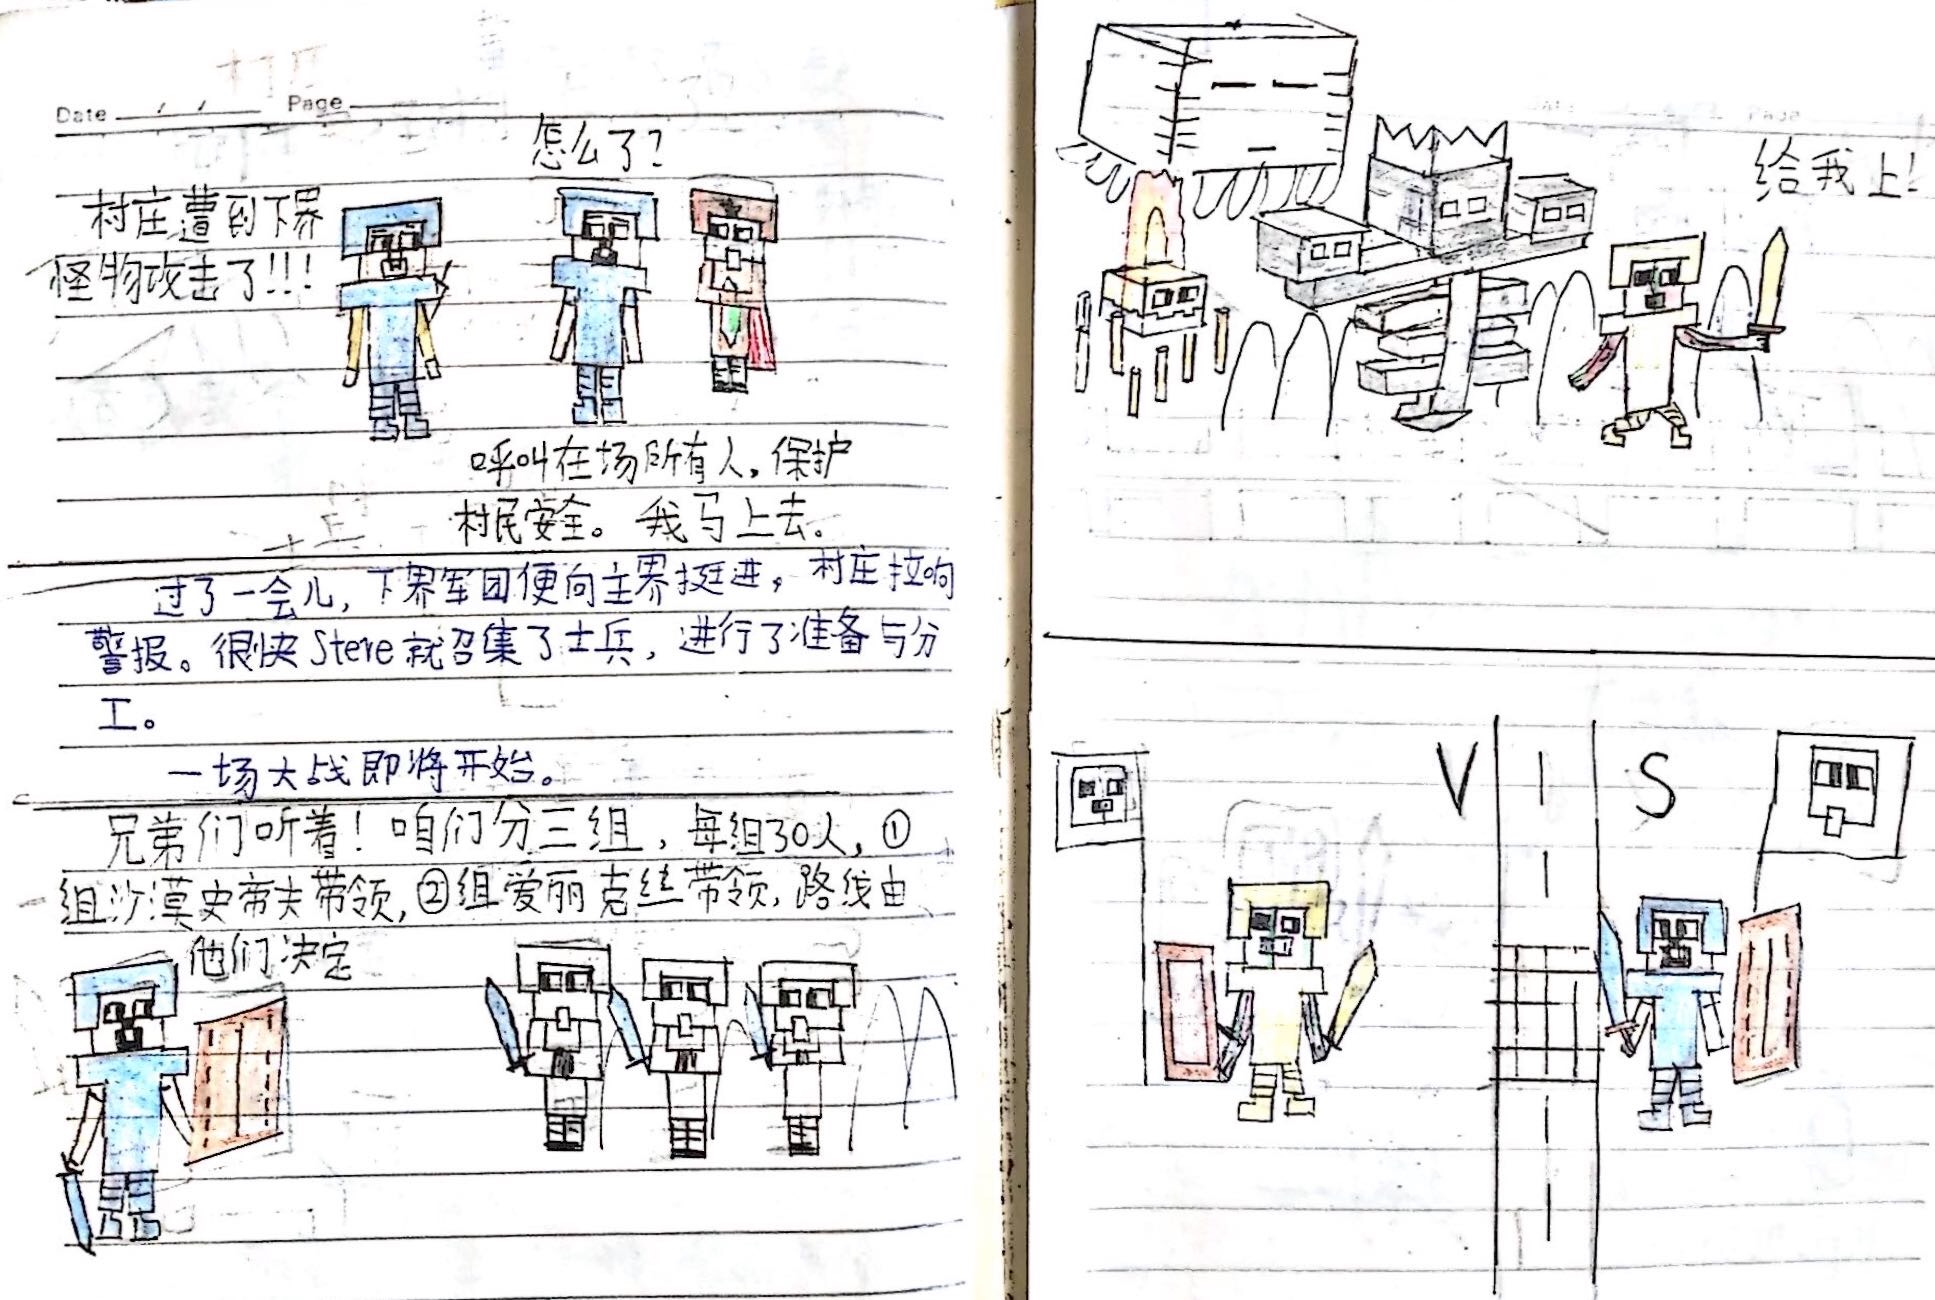 Date / / Page
怎么了?
村庄遭到下界
怪物攻击了!!!
呼叫在场所有人,保护
村民安全。我马上去。
过了一会儿,下界军团便向主界挺进,村庄拉响
警报。很快Steve就召集了士兵,进行了准备与分
工。
一场大战即将开始。
兄弟们听着!咱们分三组,每组30人,①
组沙漠史帝夫带领,②组爱丽克丝带领,路线由
他们决定
给我上!
V S